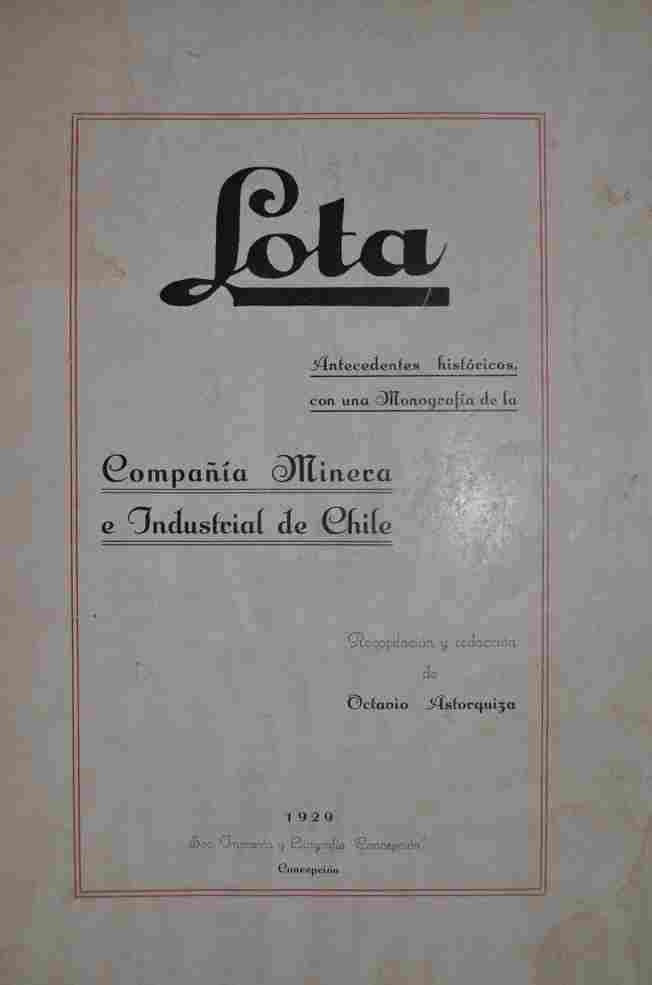 Lota
Antecedentes históricos,
con una Monografía de la
Compañía Minera
e Industrial de Chile
Recopilación y redacción
de
Octavio Astorquiza
1929
Soc. Imprenta y Litografía "Concepción"
Concepción